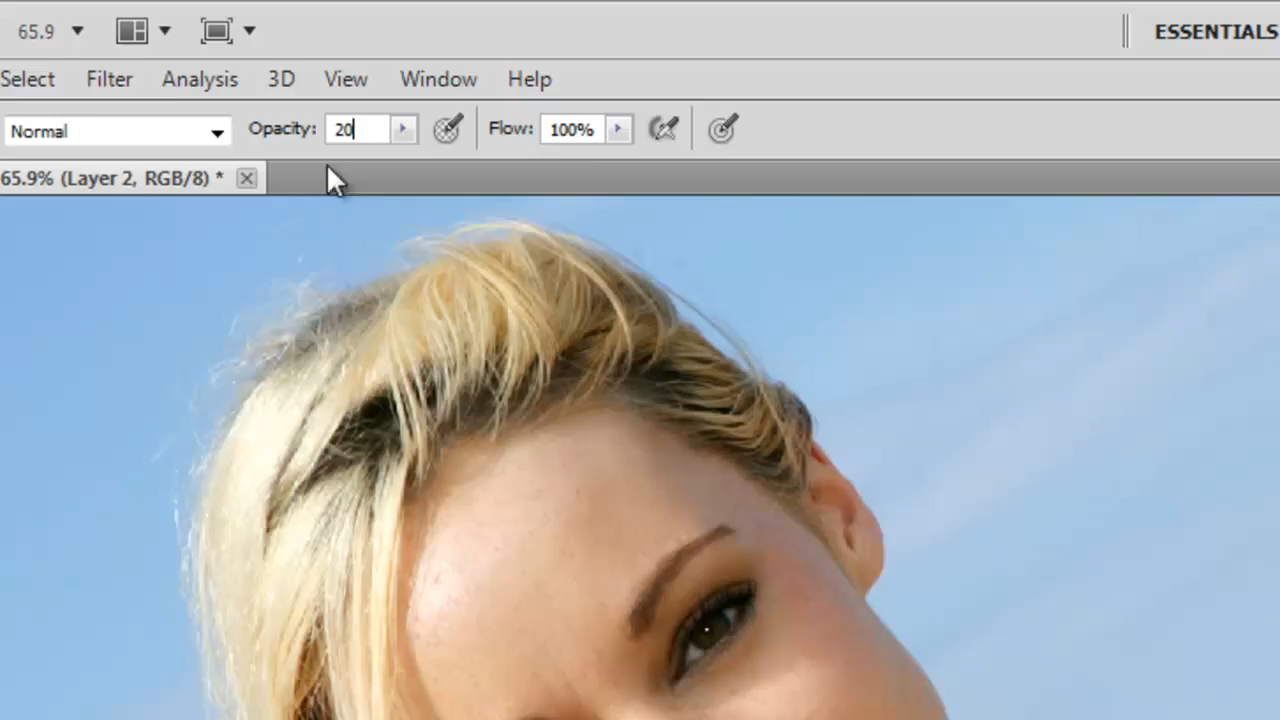 65.9 ESSENTIALS
Select Filter Analysis 3D View Window Help
Normal Opacity: 20 Flow: 100%
65.9% (Layer 2, RGB/8) *